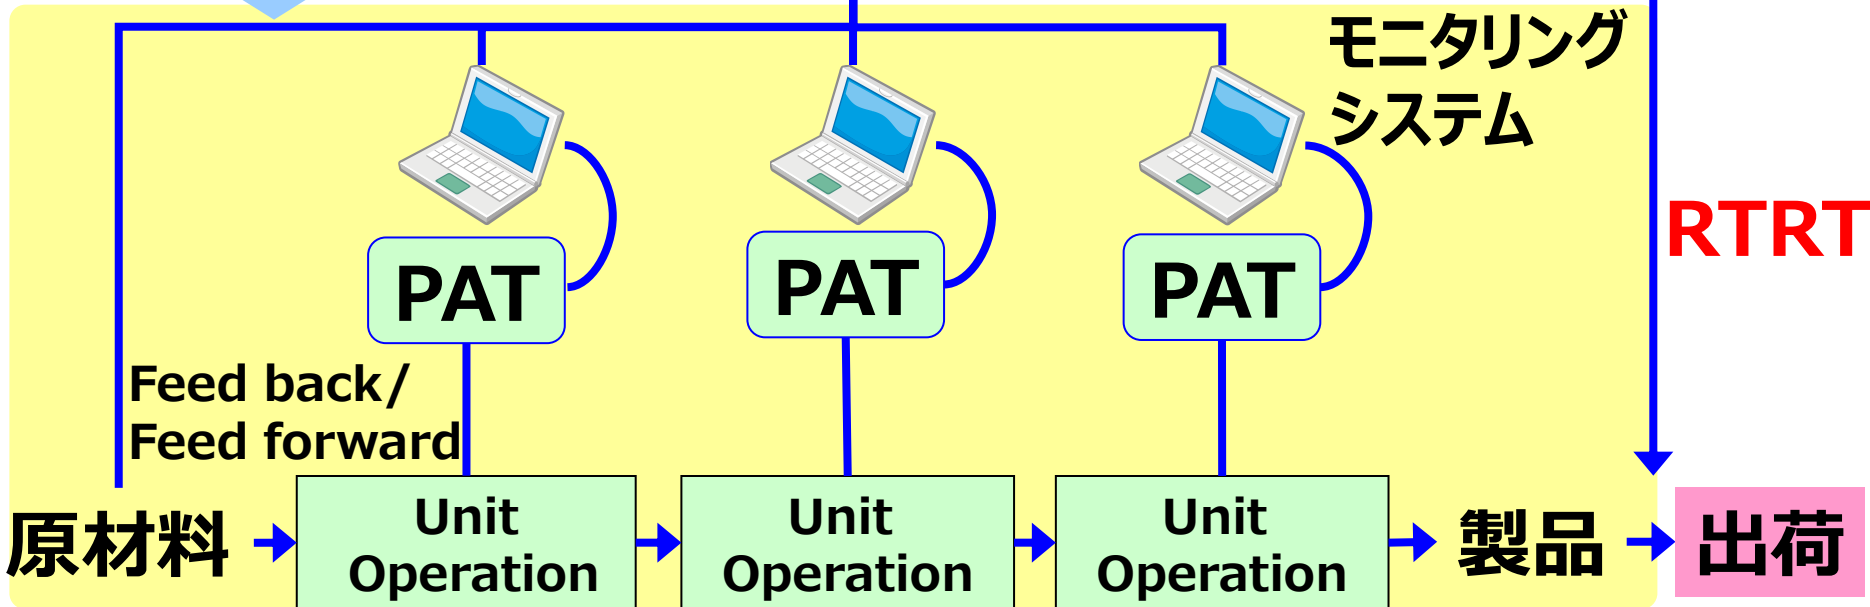 モニタリング
システム
RTRT
PAT
PAT
PAT
Feed back/
Feed forward
原材料
Unit
Operation
Unit
Operation
Unit
Operation
製品
出荷